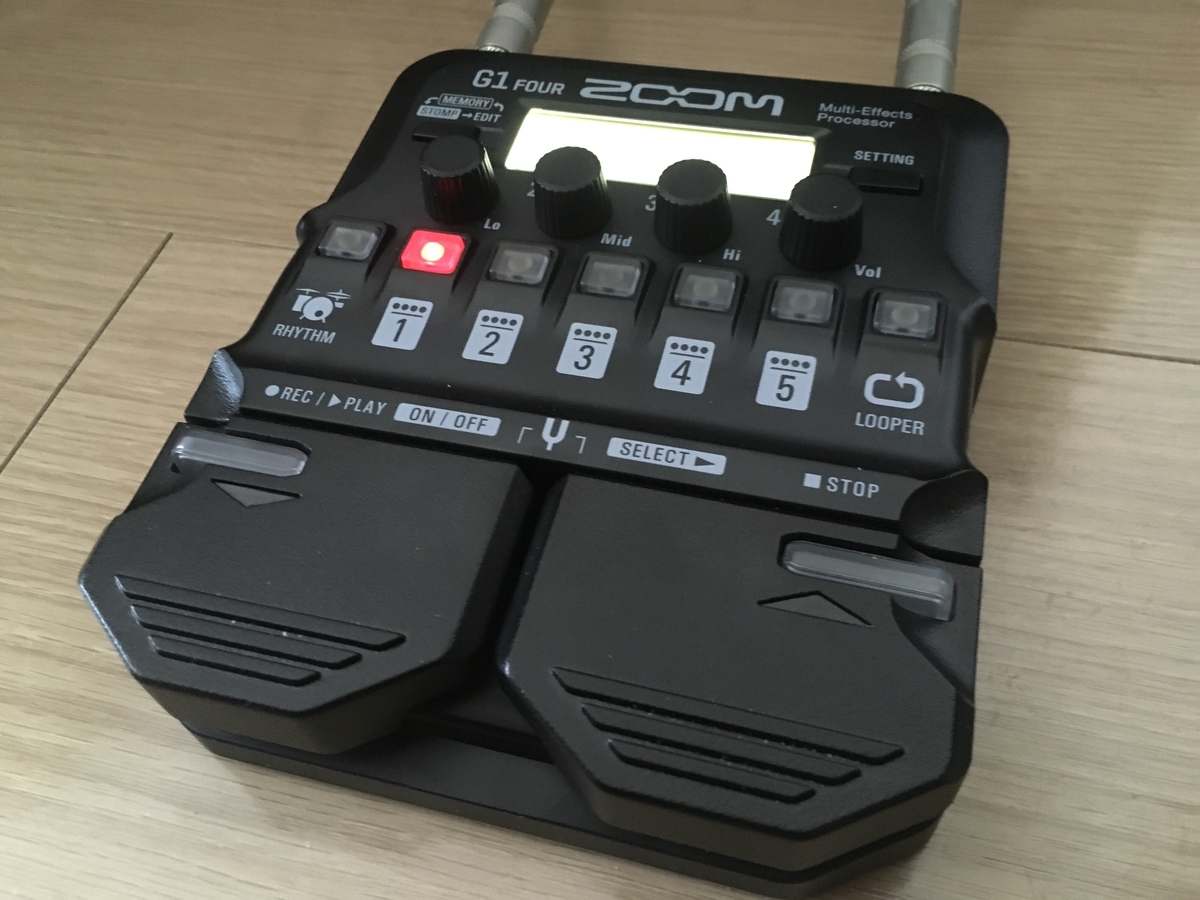 G1 FOUR ZOOM Multi-Effects
Processor
MEMORY
STOMP → EDIT
SETTING
2 3 4
Lo Mid Hi Vol
RHYTHM 1 2 3 4 5 LOOPER
●REC / ▶PLAY ON / OFF SELECT▶ ■STOP